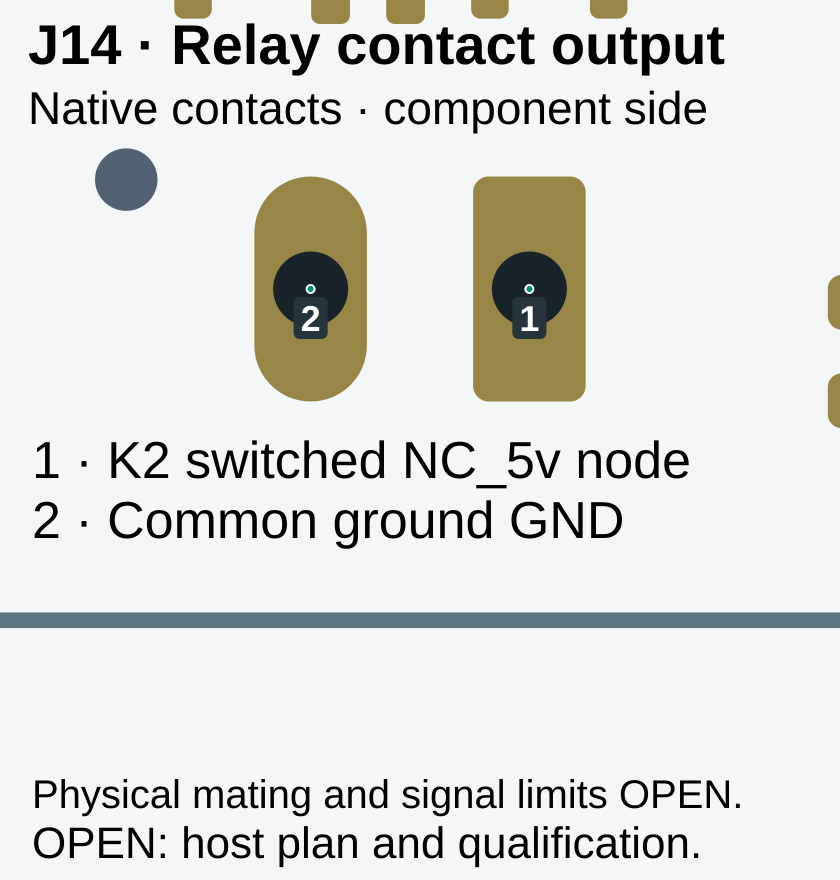 J14 · Relay contact output
Native contacts · component side
2 1
1 · K2 switched NC_5v node
2 · Common ground GND
Physical mating and signal limits OPEN.
OPEN: host plan and qualification.